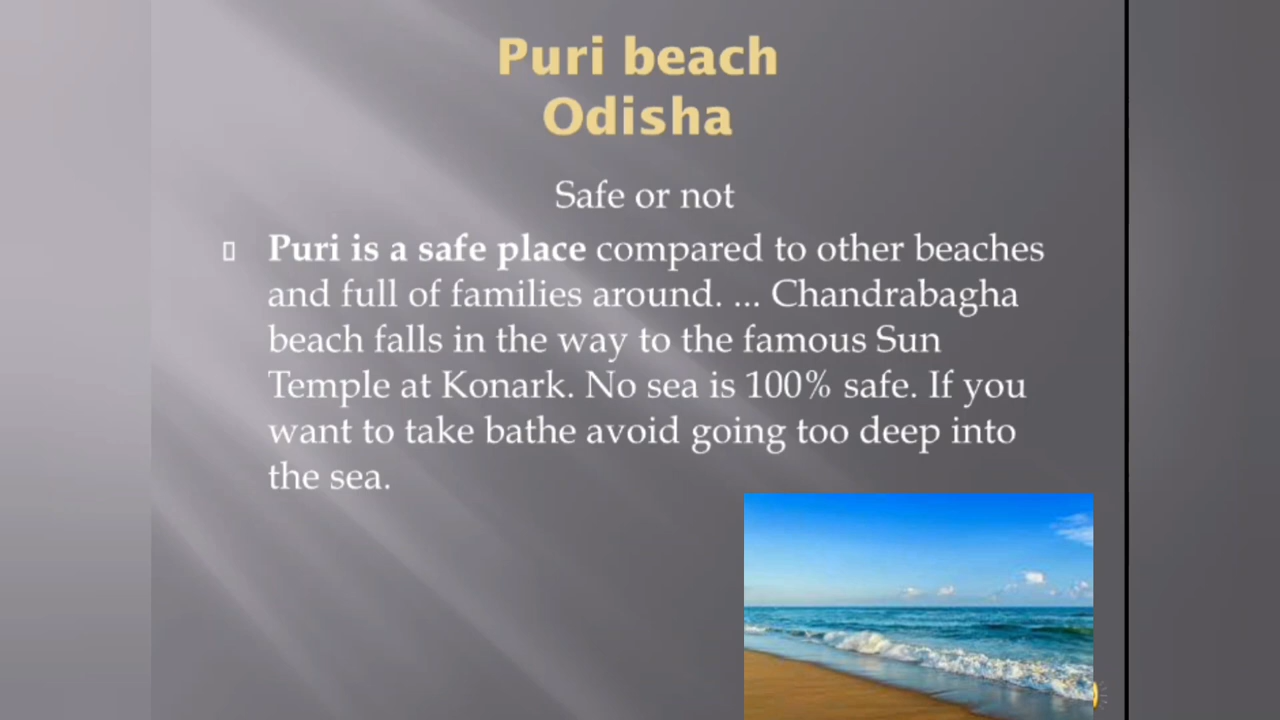 Puri beach
Odisha
Safe or not
Puri is a safe place compared to other beaches
and full of families around. ... Chandrabagha
beach falls in the way to the famous Sun
Temple at Konark. No sea is 100% safe. If you
want to take bathe avoid going too deep into
the sea.